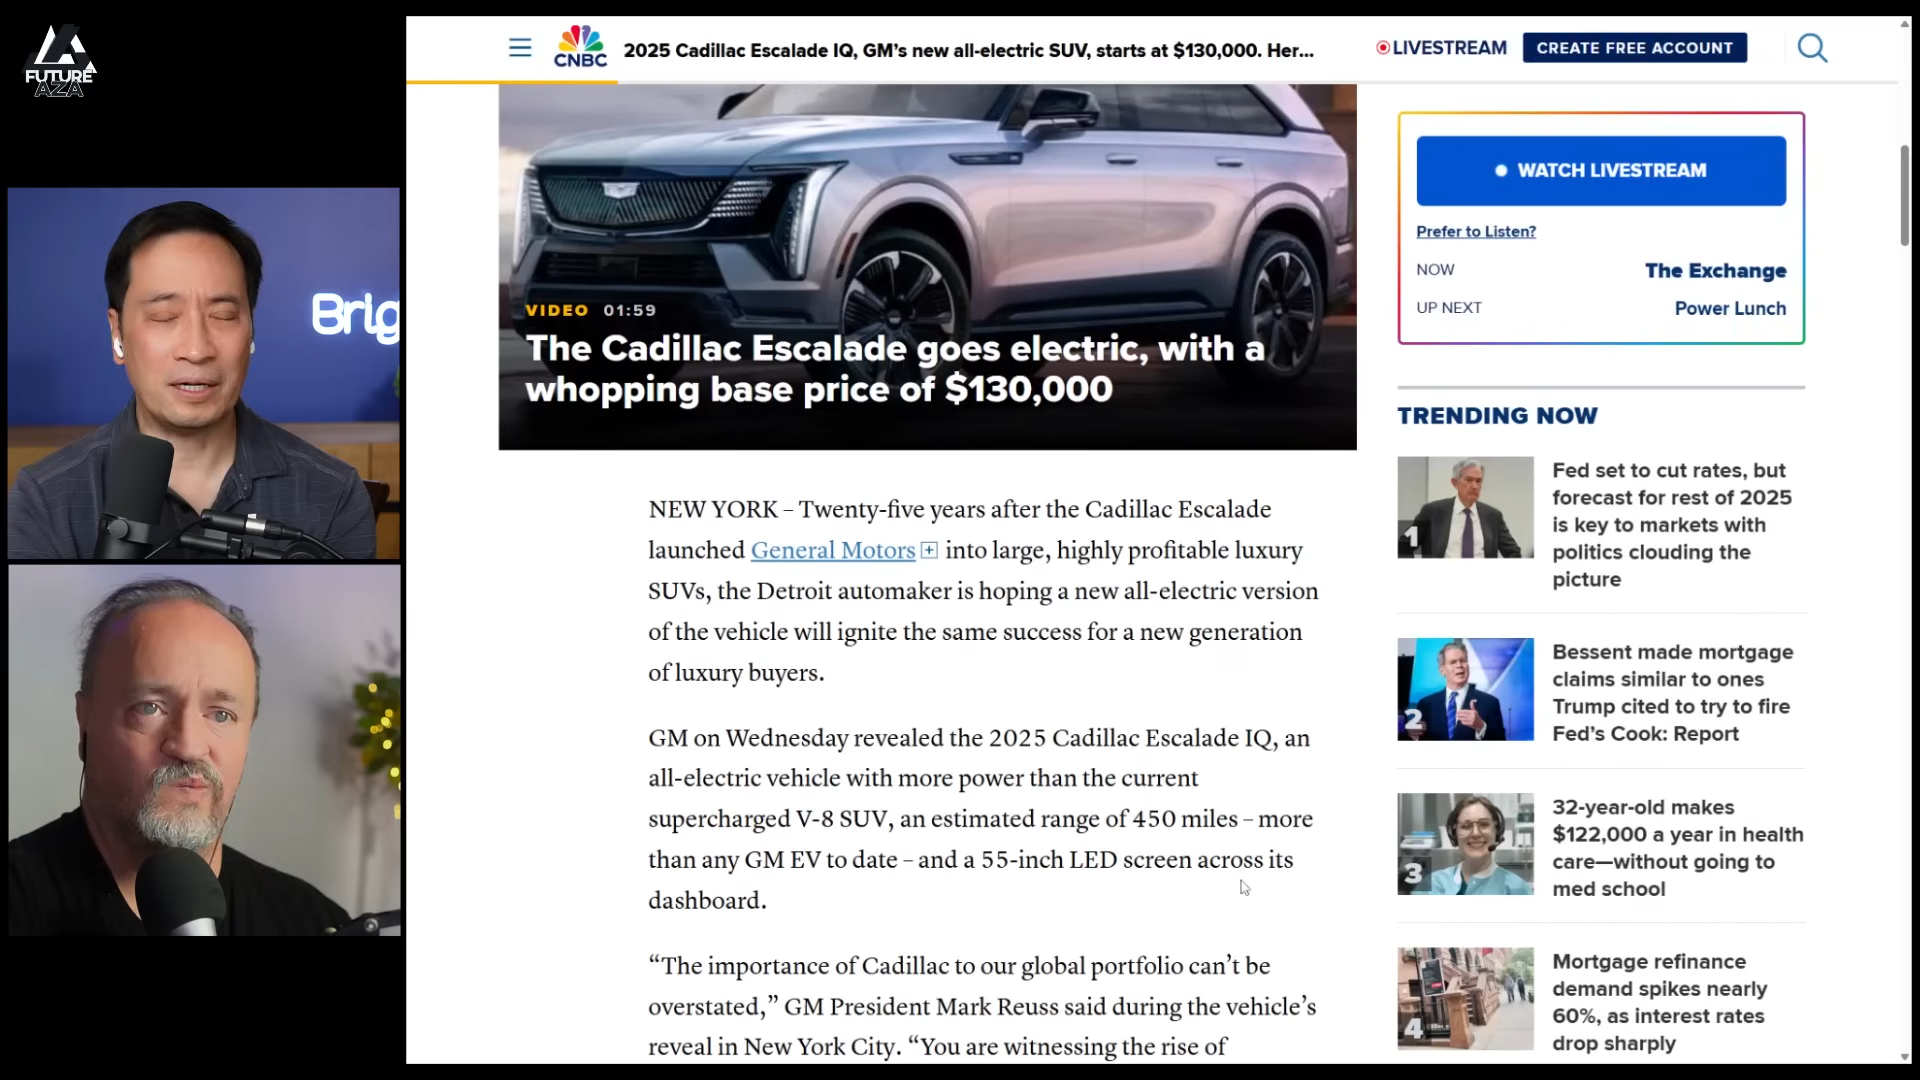 FUTURE
AZA
Brig
CNBC
2025 Cadillac Escalade IQ, GM's new all-electric SUV, starts at $130,000. Her...
LIVESTREAM
CREATE FREE ACCOUNT
VIDEO 01:59
The Cadillac Escalade goes electric, with a
whopping base price of $130,000
NEW YORK – Twenty-five years after the Cadillac Escalade
launched General Motors + into large, highly profitable luxury
SUVs, the Detroit automaker is hoping a new all-electric version
of the vehicle will ignite the same success for a new generation
of luxury buyers.
GM on Wednesday revealed the 2025 Cadillac Escalade IQ, an
all-electric vehicle with more power than the current
supercharged V-8 SUV, an estimated range of 450 miles – more
than any GM EV to date – and a 55-inch LED screen across its
dashboard.
“The importance of Cadillac to our global portfolio can’t be
overstated,” GM President Mark Reuss said during the vehicle’s
reveal in New York City. “You are witnessing the rise of
WATCH LIVESTREAM
Prefer to Listen?
NOW The Exchange
UP NEXT Power Lunch
TRENDING NOW
1
Fed set to cut rates, but
forecast for rest of 2025
is key to markets with
politics clouding the
picture
2
Bessent made mortgage
claims similar to ones
Trump cited to try to fire
Fed’s Cook: Report
3
32-year-old makes
$122,000 a year in health
care—without going to
med school
4
Mortgage refinance
demand spikes nearly
60%, as interest rates
drop sharply